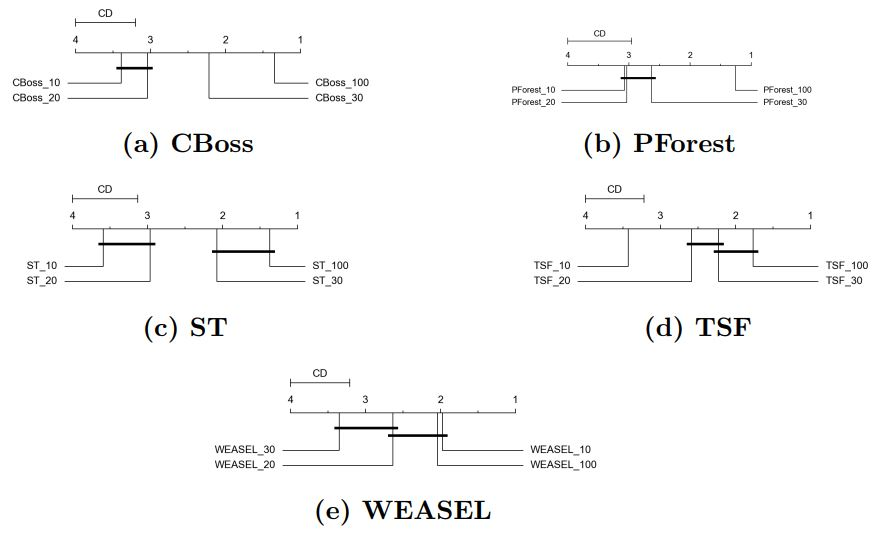 CD
4 3 2 1
CBoss_10 CBoss_100
CBoss_20 CBoss_30
(a) CBoss
CD
4 3 2 1
PForest_10 PForest_100
PForest_20 PForest_30
(b) PForest
CD
4 3 2 1
ST_10 ST_100
ST_20 ST_30
(c) ST
CD
4 3 2 1
TSF_10 TSF_100
TSF_20 TSF_30
(d) TSF
CD
4 3 2 1
WEASEL_30 WEASEL_10
WEASEL_20 WEASEL_100
(e) WEASEL